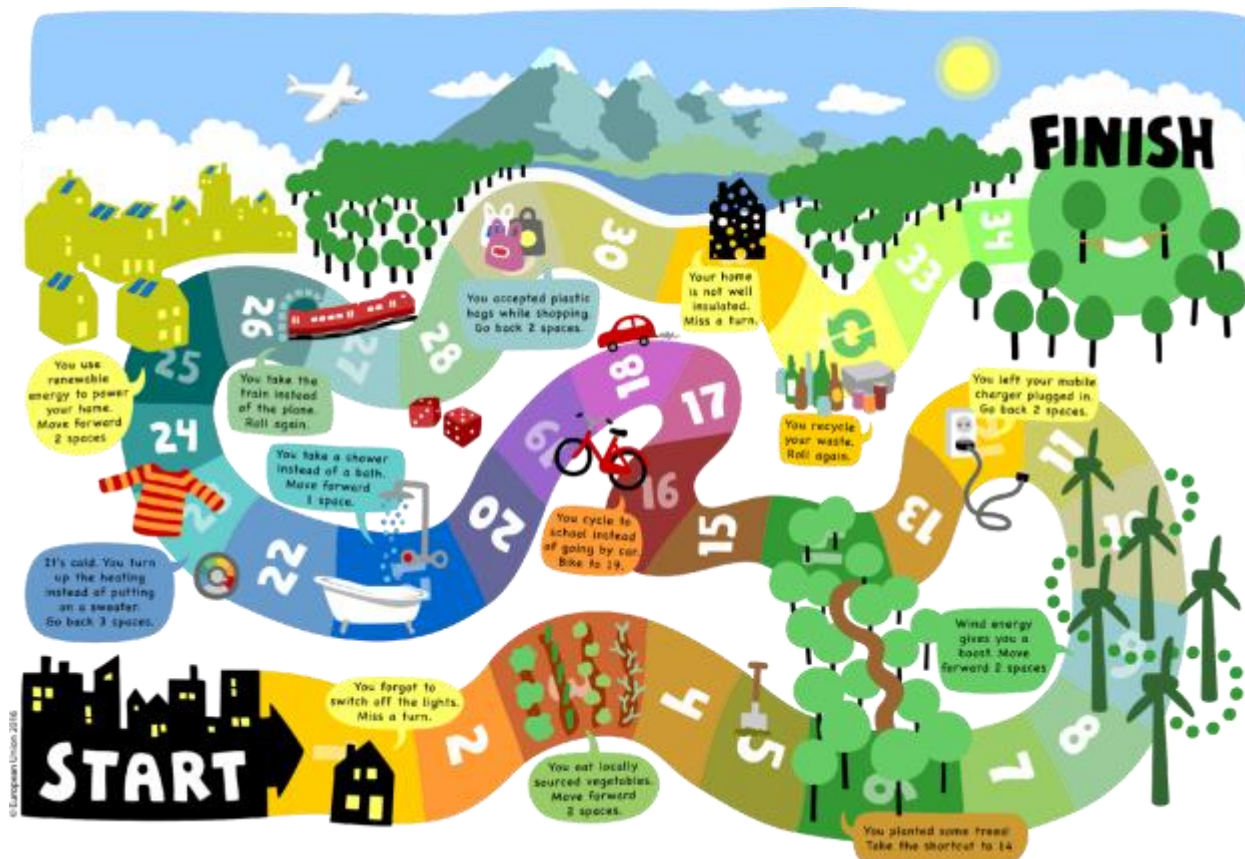 FINISH
34
33
30
You accepted plastic
bags while shopping.
Go back 2 spaces.
Your home
is not well
insulated.
Miss a turn.
28
27
26
You take the
train instead
of the plane.
Roll again.
25
You use
renewable
energy to power
your home.
Move forward
2 spaces
24
You recycle
your waste.
Roll again.
18
17
19
16
You cycle to
school instead
of going by car.
Bike to 19.
15
20
You take a shower
instead of a bath.
Move forward
1 space.
22
It's cold. You turn
up the heating
instead of putting
on a sweater.
Go back 3 spaces.
You left your mobile
charger plugged in.
Go back 2 spaces.
13
11
10
Wind energy
gives you a
boost. Move
forward 2 spaces
9
8
7
6
You planted some trees!
Take the shortcut to 14
5
4
You eat locally
sourced vegetables.
Move forward
2 spaces.
2
You forgot to
switch off the lights.
Miss a turn.
START
© European Union 2016